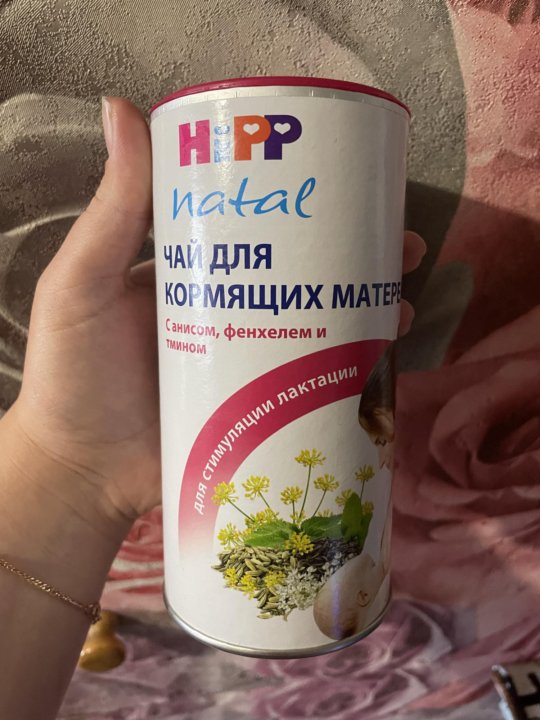 HiPP
natal
ЧАЙ ДЛЯ
КОРМЯЩИХ МАТЕРЕ
С анисом, фенхелем и
тмином
для стимуляции лактации